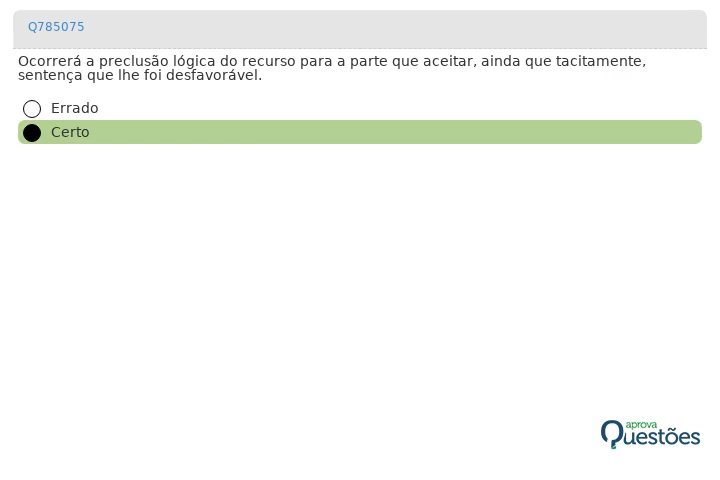 Q785075
Ocorrerá a preclusão lógica do recurso para a parte que aceitar, ainda que tacitamente,
sentença que lhe foi desfavorável.
Errado
Certo
aprova
Questões